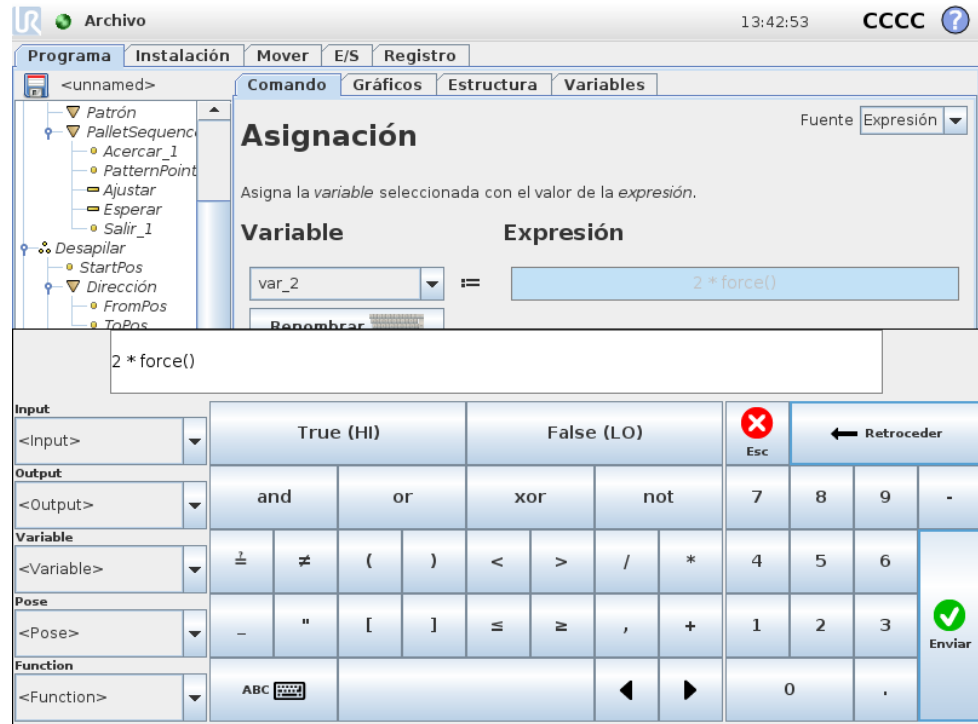 UR Archivo 13:42:53 CCCC ?
Programa Instalación Mover E/S Registro
<unnamed> Comando Gráficos Estructura Variables
Patrón
PalletSequenc
Acercar_1
PatternPoint
Ajustar
Esperar
Salir_1
Desapilar
StartPos
Dirección
FromPos
ToPos
Fuente Expresión
Asignación
Asigna la variable seleccionada con el valor de la expresión.
Variable Expresión
var_2 := 2 * force()
Renombrar
2 * force()
Input
<Input> True (HI) False (LO) Esc Retroceder
Output
<Output> and or xor not 7 8 9 -
Variable
<Variable> ≟ ≠ ( ) < > / * 4 5 6
Pose
<Pose> _ " [ ] ≤ ≥ , + 1 2 3 Enviar
Function
<Function> ABC 0 .